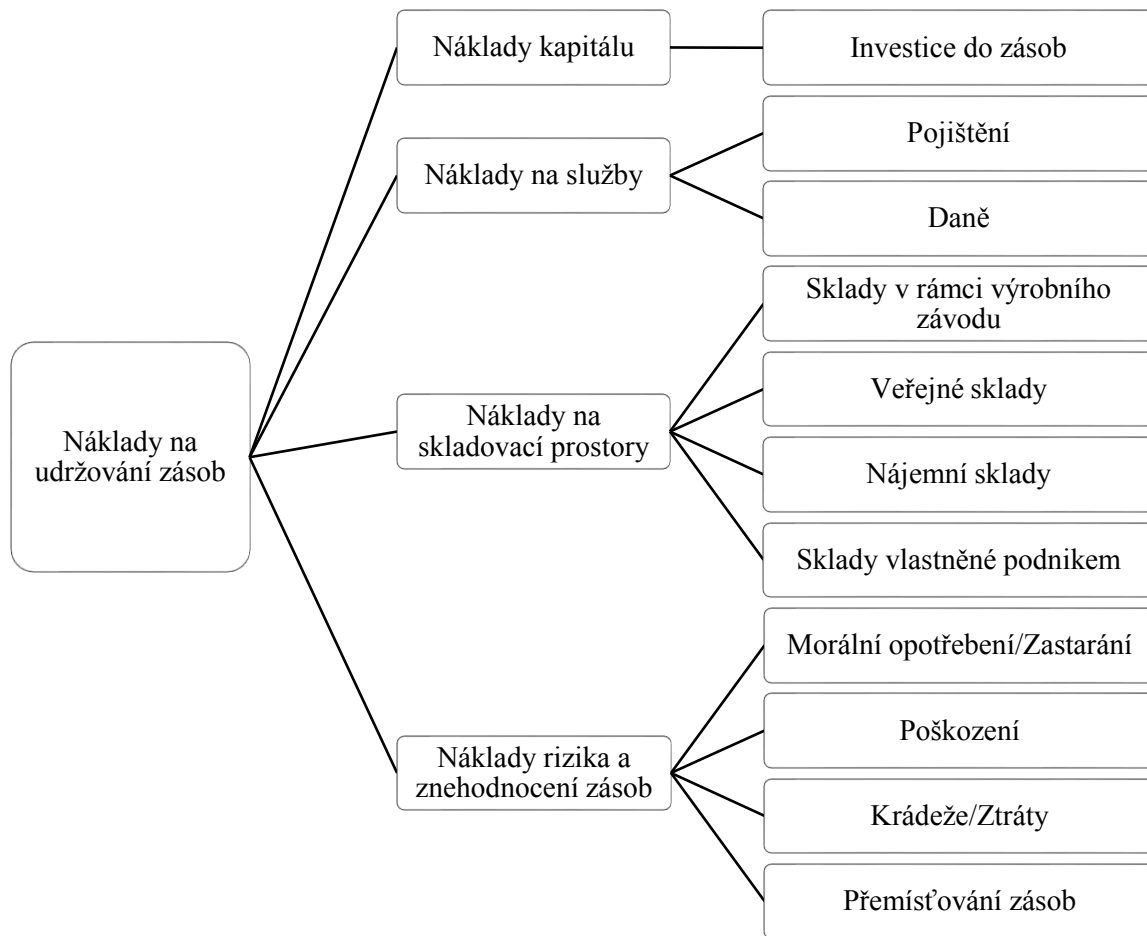 Náklady na
udržování zásob
Náklady kapitálu
Investice do zásob
Náklady na služby
Pojištění
Daně
Náklady na
skladovací prostory
Sklady v rámci výrobního
závodu
Veřejné sklady
Nájemní sklady
Sklady vlastněné podnikem
Náklady rizika a
znehodnocení zásob
Morální opotřebení/Zastarání
Poškození
Krádeže/Ztráty
Přemísťování zásob